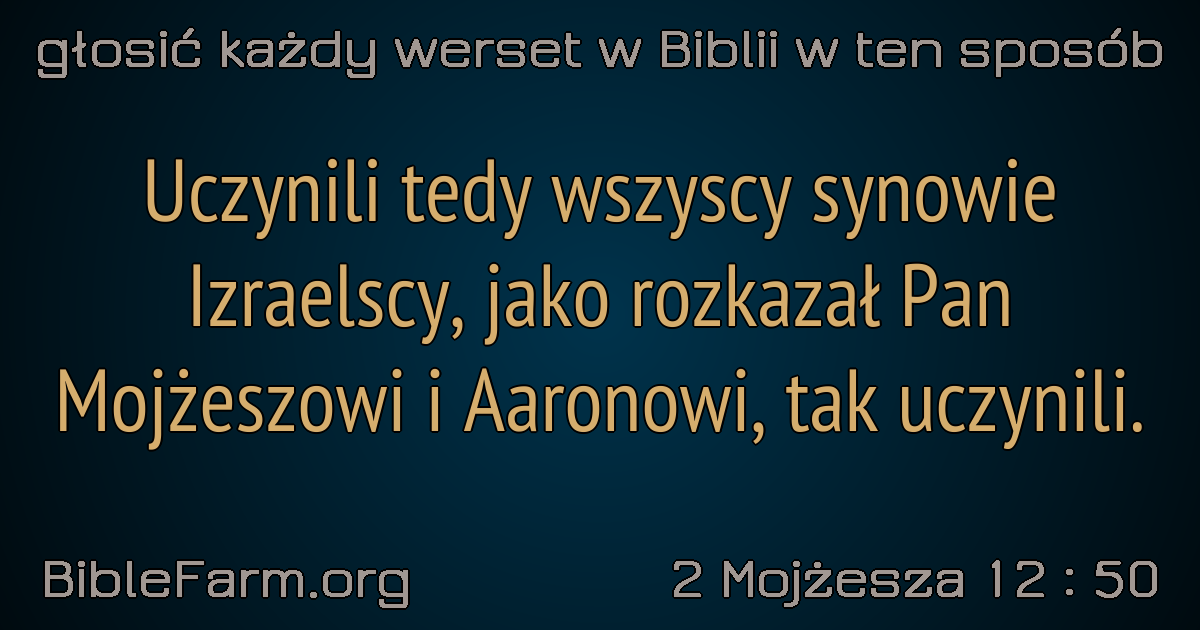 głosić każdy werset w Biblii w ten sposób
Uczynili tedy wszyscy synowie
Izraelscy, jako rozkazał Pan
Mojżeszowi i Aaronowi, tak uczynili.
BibleFarm.org
2 Mojżesza 12 : 50